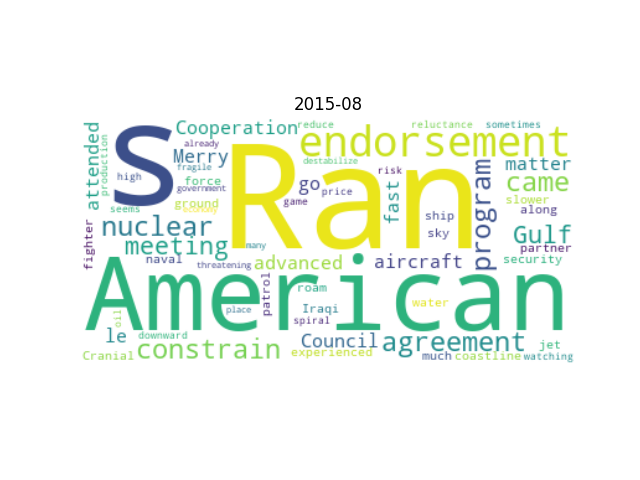 2015-08
attended
production
already
Cooperation
reduce
reluctance
sometimes
S
Ran
endorsement
Merry
fragile
destabilize
high
force
government
risk
matter
go
price
program
came
seems
ground
economy
game
fast
slower
nuclear
ship
along
fighter
meeting
many
sky
Gulf
partner
naval
threatening
advanced
aircraft
security
American
patrol
roam
oil
place
Iraqi
water
spiral
le
downward
Council
agreement
jet
Cranial
constrain
experienced
much
coastline
watching